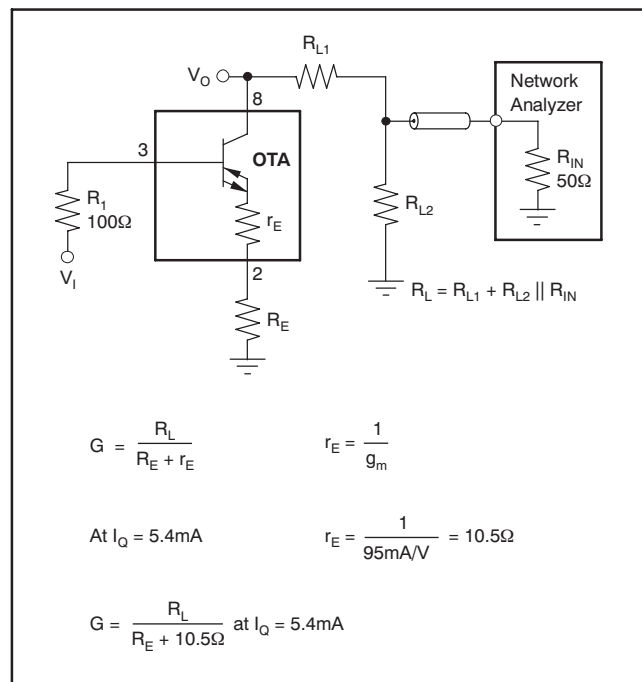 R_L1
V_O
8
3
OTA
R_1
100Ω
V_I
r_E
2
R_E
R_L2
Network
Analyzer
R_IN
50Ω
R_L = R_L1 + R_L2 || R_IN
G = R_L / (R_E + r_E)
r_E = 1 / g_m
At I_Q = 5.4mA
r_E = 1 / 95mA/V = 10.5Ω
G = R_L / (R_E + 10.5Ω) at I_Q = 5.4mA